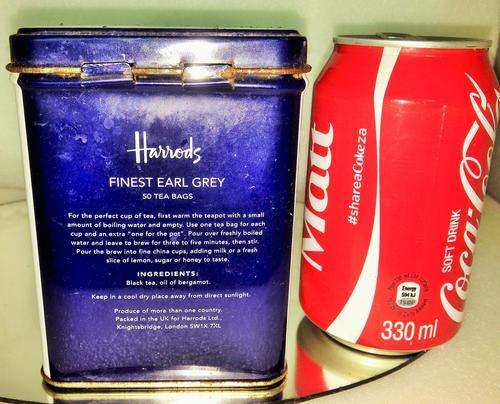 Harrods
FINEST EARL GREY
50 TEA BAGS
For the perfect cup of tea, first warm the teapot with a small
amount of boiling water and empty. Use one tea bag for each
cup and an extra "one for the pot". Pour over freshly boiled
water and leave to brew for three to five minutes, then stir.
Pour the brew into fine china cups, adding milk or a fresh
slice of lemon, sugar or honey to taste.
INGREDIENTS:
Black tea, oil of bergamot.
Keep in a cool dry place away from direct sunlight.
Produce of more than one country.
Packed in the UK for Harrods Ltd.,
Knightsbridge, London SW1X 7XL
Matt
#shareaCokeza
SOFT DRINK
Coca-Cola
Energy
330 ml